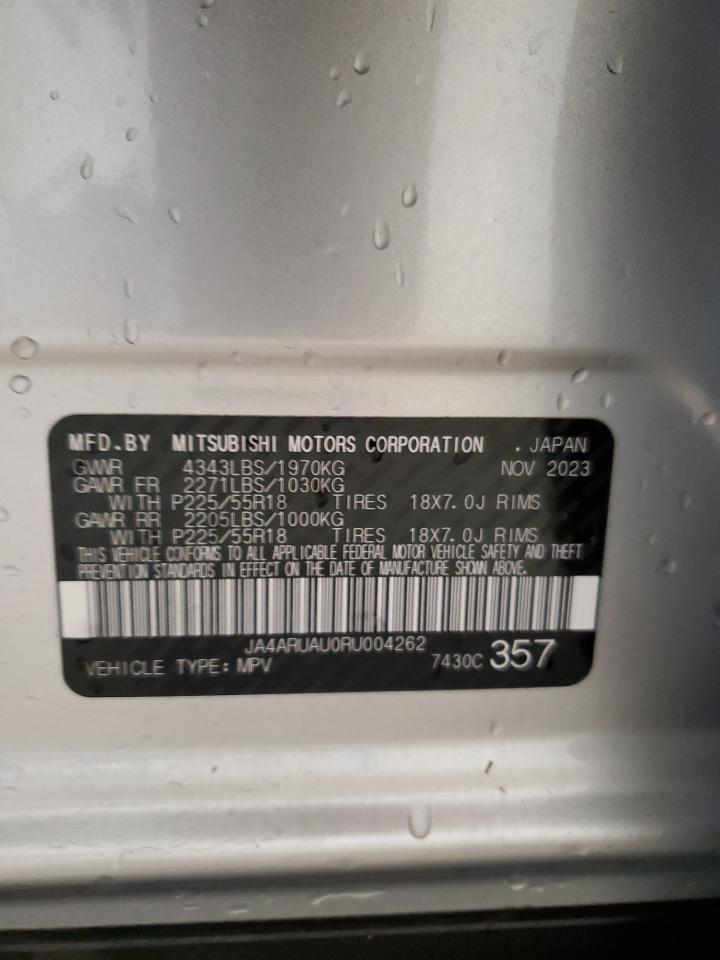 MFD.BY MITSUBISHI MOTORS CORPORATION . JAPAN
GVWR 4343LBS/1970KG NOV 2023
GAWR FR 2271LBS/1030KG
WITH P225/55R18 TIRES 18X7.0J RIMS
GAWR RR 2205LBS/1000KG
WITH P225/55R18 TIRES 18X7.0J RIMS
THIS VEHICLE CONFORMS TO ALL APPLICABLE FEDERAL MOTOR VEHICLE SAFETY AND THEFT
PREVENTION STANDARDS IN EFFECT ON THE DATE OF MANUFACTURE SHOWN ABOVE.
JA4ARUAU0RU004262
VEHICLE TYPE: MPV 7430C 357